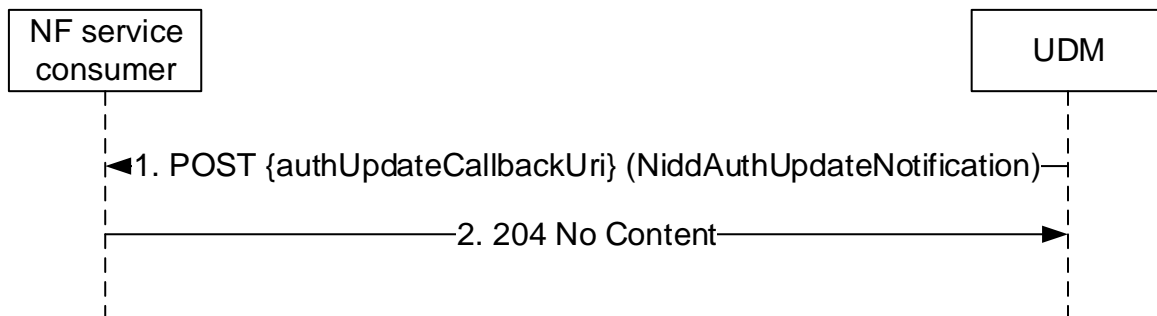 NF service
consumer
UDM
1. POST {authUpdateCallbackUri} (NiddAuthUpdateNotification)
2. 204 No Content